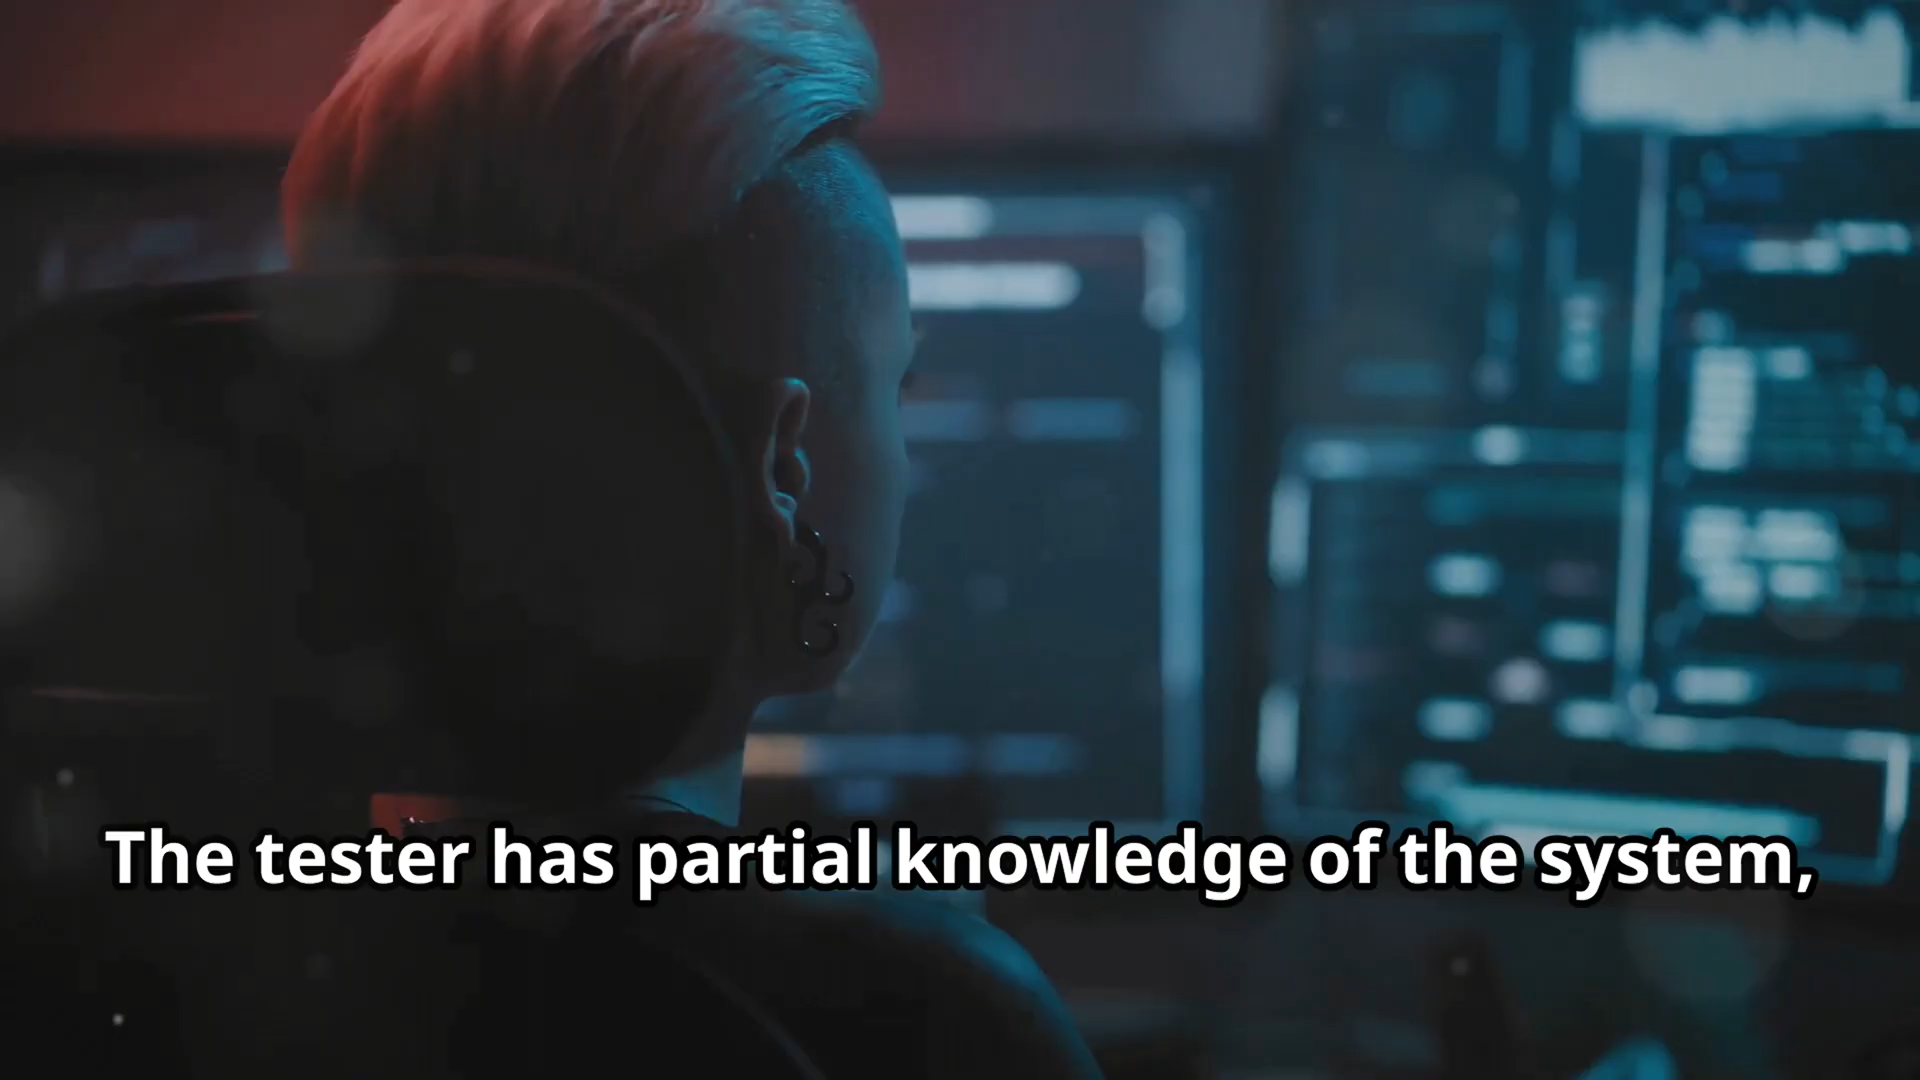 The tester has partial knowledge of the system,